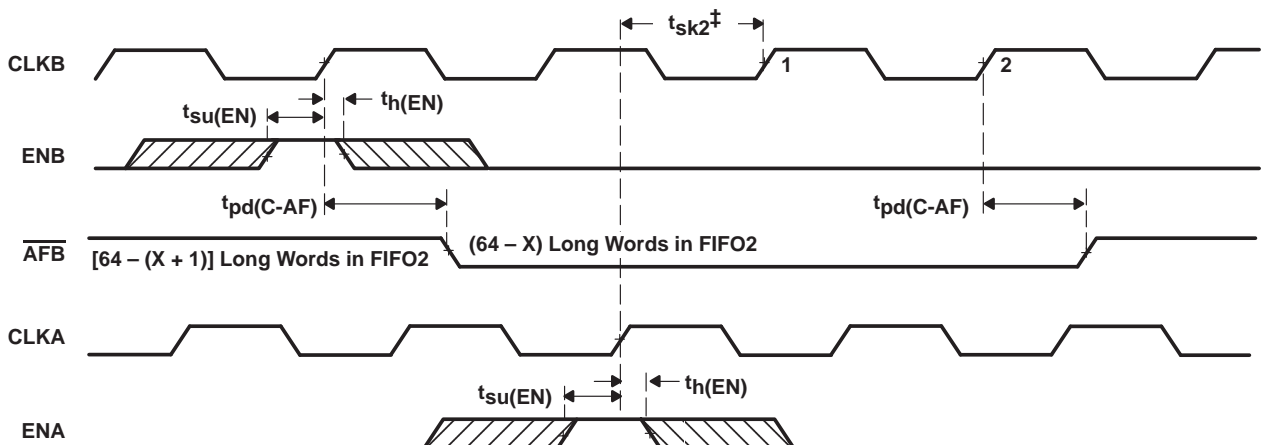 tsk2‡
CLKB
1
2
tsu(EN)
th(EN)
ENB
tpd(C-AF)
tpd(C-AF)
AFB
[64 – (X + 1)] Long Words in FIFO2
(64 – X) Long Words in FIFO2
CLKA
tsu(EN)
th(EN)
ENA